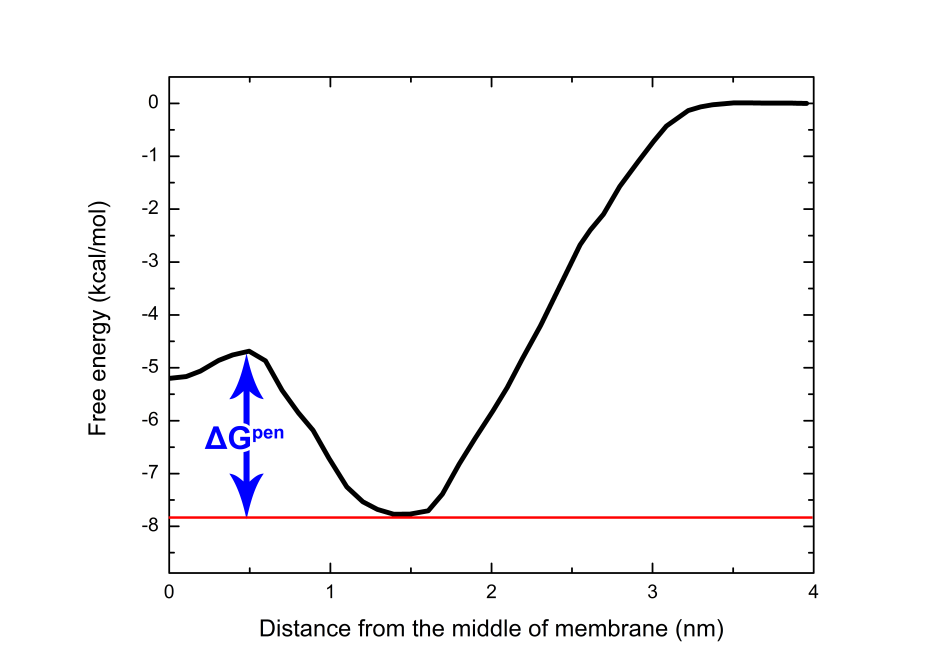 Free energy (kcal/mol)
0
-1
-2
-3
-4
-5
-6
-7
-8
ΔGpen
0 1 2 3 4
Distance from the middle of membrane (nm)